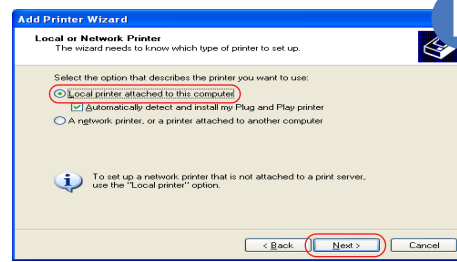 Add Printer Wizard
Local or Network Printer
The wizard needs to know which type of printer to set up.
Select the option that describes the printer you want to use:
Local printer attached to this computer
Automatically detect and install my Plug and Play printer
A network printer, or a printer attached to another computer
To set up a network printer that is not attached to a print server,
use the "Local printer" option.
< Back Next > Cancel